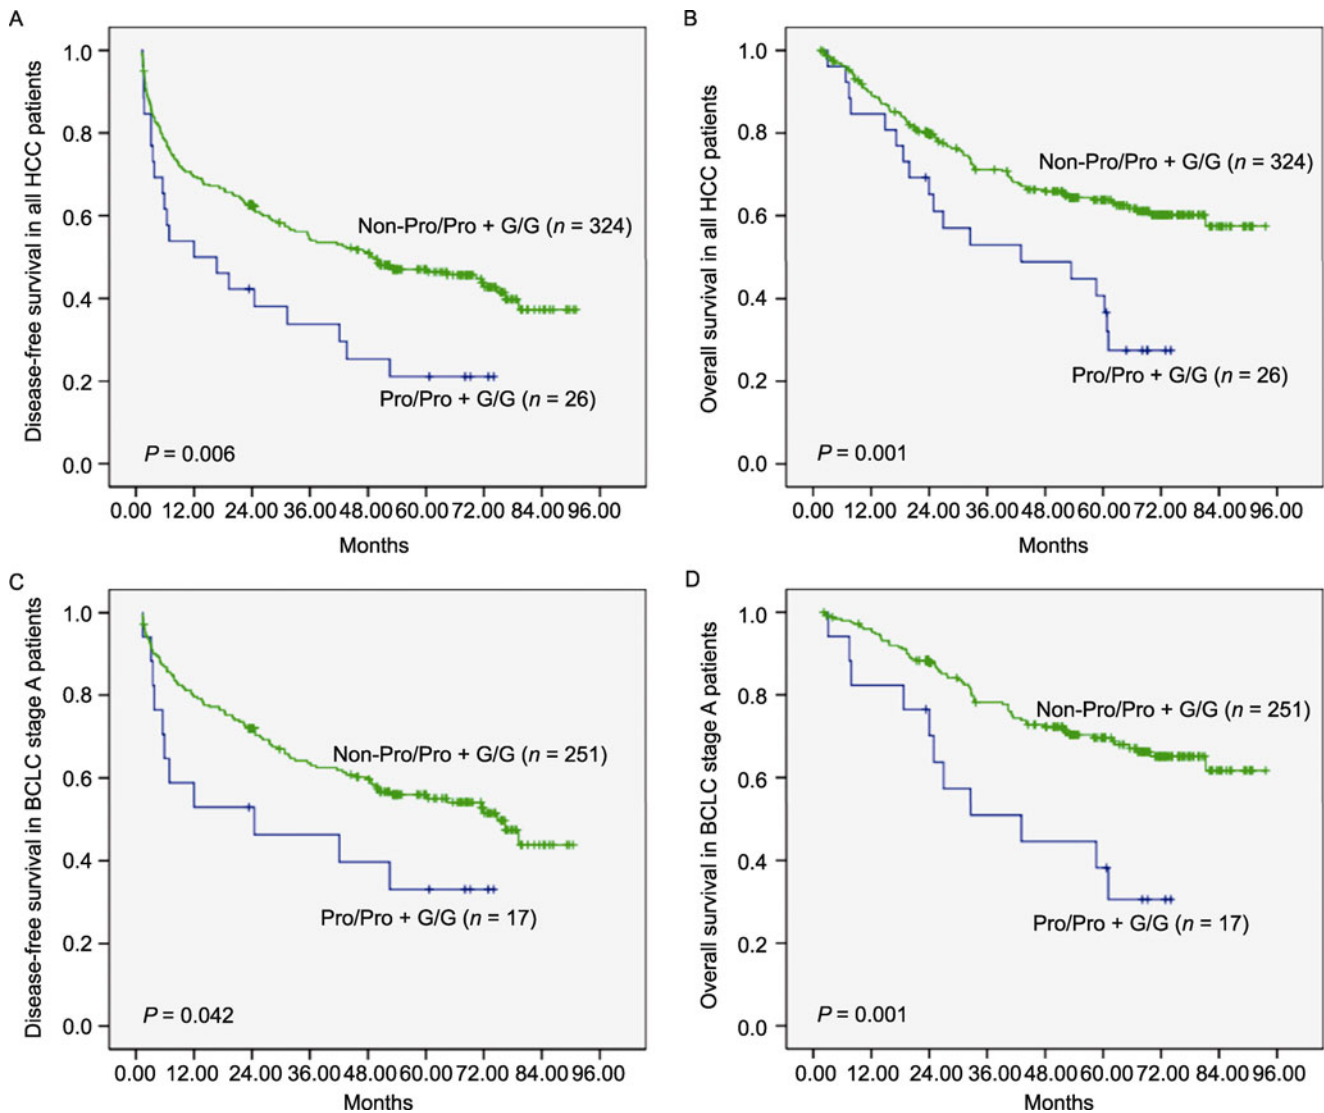 A
Disease-free survival in all HCC patients
1.0
0.8
0.6
0.4
0.2
0.0
Non-Pro/Pro + G/G (n = 324)
Pro/Pro + G/G (n = 26)
P = 0.006
0.00 12.00 24.00 36.00 48.00 60.00 72.00 84.00 96.00
Months
B
Overall survival in all HCC patients
1.0
0.8
0.6
0.4
0.2
0.0
Non-Pro/Pro + G/G (n = 324)
Pro/Pro + G/G (n = 26)
P = 0.001
0.00 12.00 24.00 36.00 48.00 60.00 72.00 84.00 96.00
Months
C
Disease-free survival in BCLC stage A patients
1.0
0.8
0.6
0.4
0.2
0.0
Non-Pro/Pro + G/G (n = 251)
Pro/Pro + G/G (n = 17)
P = 0.042
0.00 12.00 24.00 36.00 48.00 60.00 72.00 84.00 96.00
Months
D
Overall survival in BCLC stage A patients
1.0
0.8
0.6
0.4
0.2
0.0
Non-Pro/Pro + G/G (n = 251)
Pro/Pro + G/G (n = 17)
P = 0.001
0.00 12.00 24.00 36.00 48.00 60.00 72.00 84.00 96.00
Months